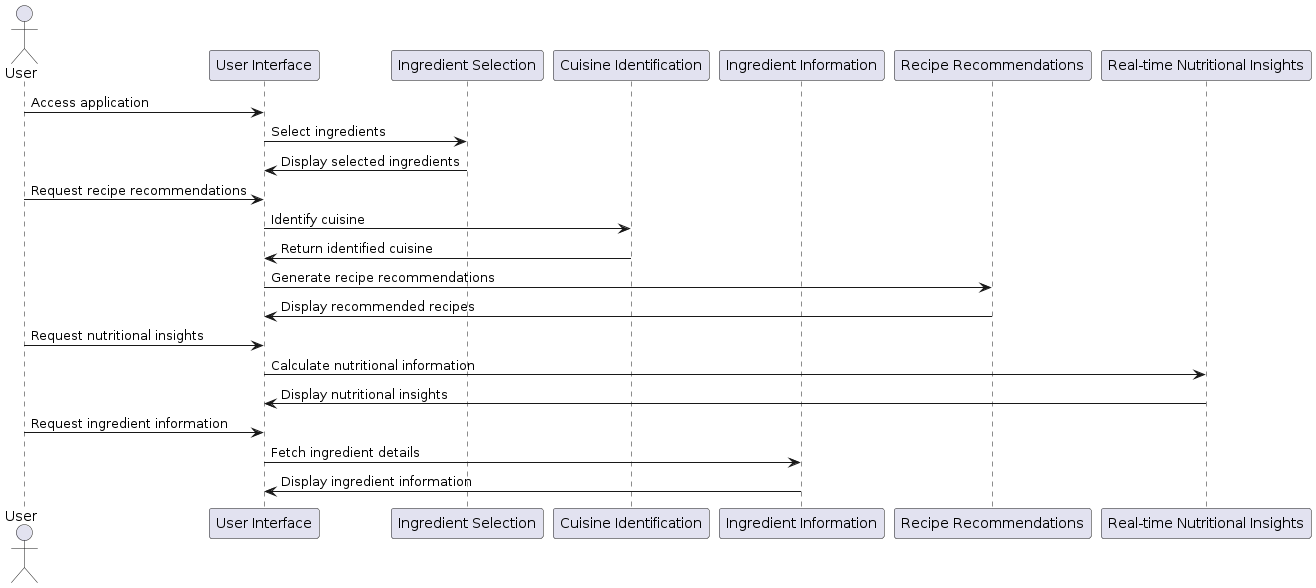 User
User Interface
Ingredient Selection
Cuisine Identification
Ingredient Information
Recipe Recommendations
Real-time Nutritional Insights
Access application
Select ingredients
Display selected ingredients
Request recipe recommendations
Identify cuisine
Return identified cuisine
Generate recipe recommendations
Display recommended recipes
Request nutritional insights
Calculate nutritional information
Display nutritional insights
Request ingredient information
Fetch ingredient details
Display ingredient information
User
User Interface
Ingredient Selection
Cuisine Identification
Ingredient Information
Recipe Recommendations
Real-time Nutritional Insights